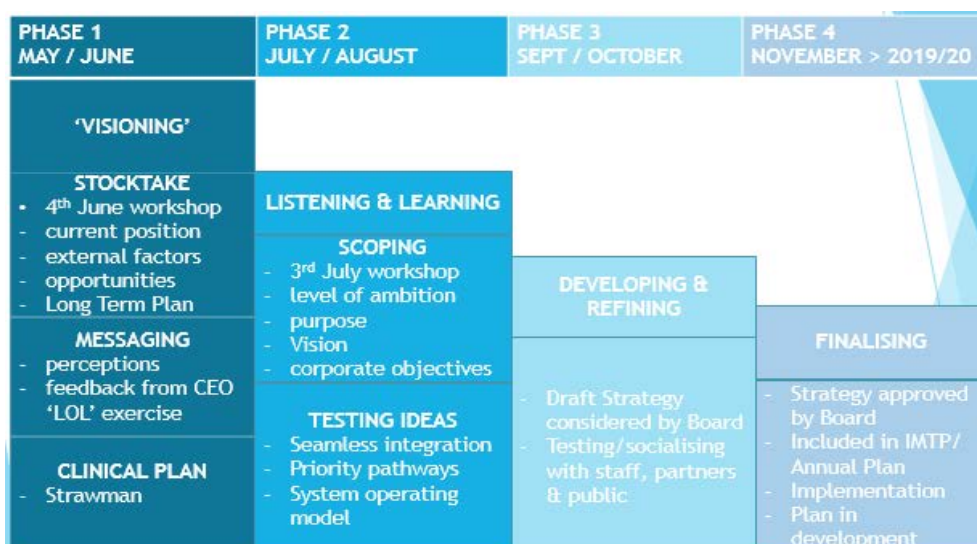 PHASE 1
MAY / JUNE
PHASE 2
JULY / AUGUST
PHASE 3
SEPT / OCTOBER
PHASE 4
NOVEMBER > 2019/20
‘VISIONING’
STOCKTAKE
• 4th June workshop
- current position
- external factors
- opportunities
- Long Term Plan
MESSAGING
- perceptions
- feedback from CEO
‘LOL’ exercise
CLINICAL PLAN
- Strawman
LISTENING & LEARNING
SCOPING
- 3rd July workshop
- level of ambition
- purpose
- Vision
- corporate objectives
TESTING IDEAS
- Seamless integration
- Priority pathways
- System operating
model
DEVELOPING &
REFINING
- Draft Strategy
considered by Board
- Testing/socialising
with staff, partners
& public
FINALISING
- Strategy approved
by Board
- Included in IMTP/
Annual Plan
- Implementation
- Plan in
development